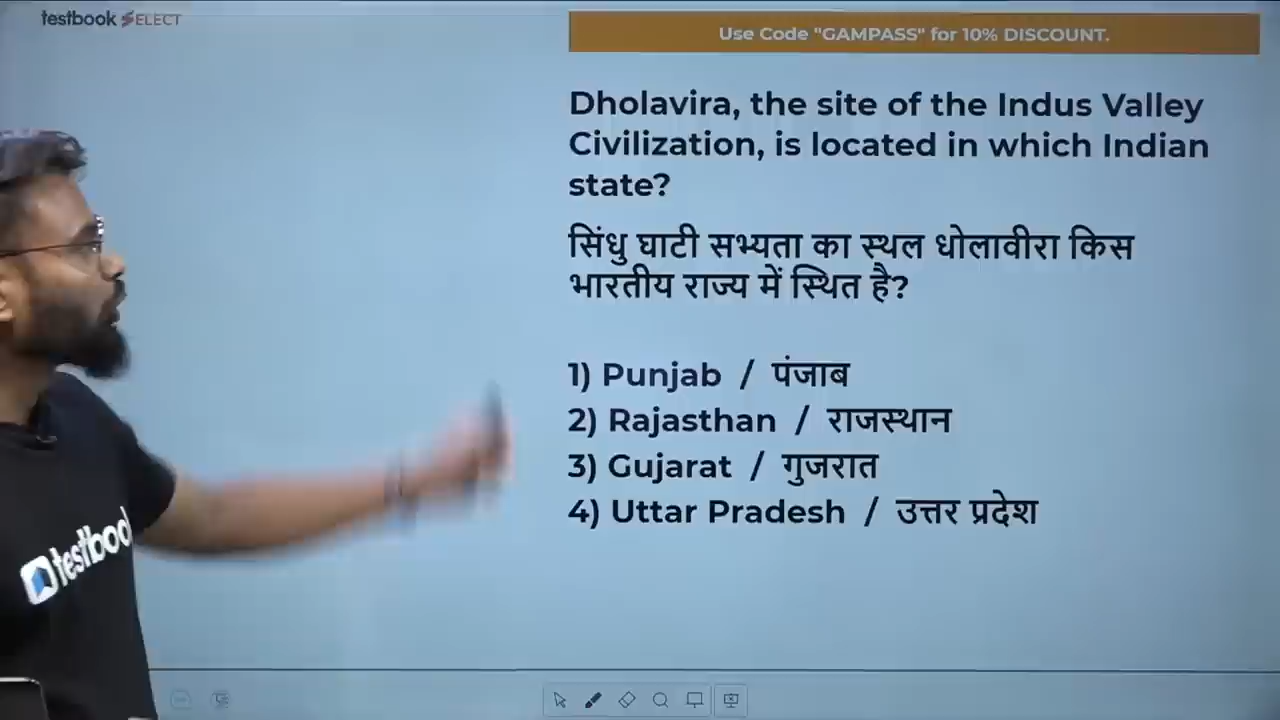 testbook SELECT
Use Code "GAMPASS" for 10% DISCOUNT.
Dholavira, the site of the Indus Valley
Civilization, is located in which Indian
state?
सिंधु घाटी सभ्यता का स्थल धोलावीरा किस
भारतीय राज्य में स्थित है?
1) Punjab / पंजाब
2) Rajasthan / राजस्थान
3) Gujarat / गुजरात
4) Uttar Pradesh / उत्तर प्रदेश
testbook